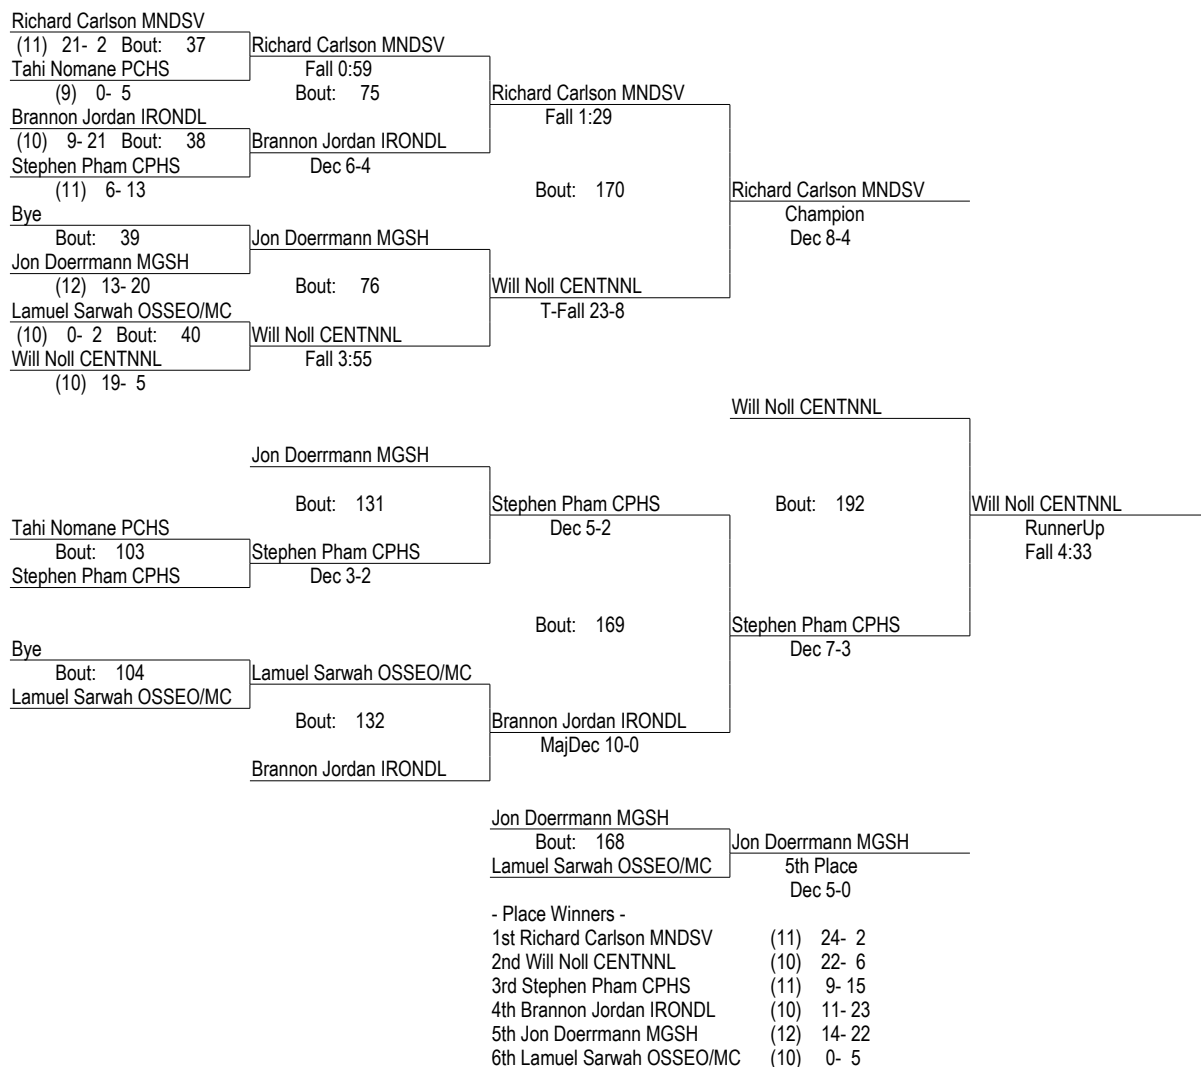 Richard Carlson MNDSV
(11) 21- 2 Bout: 37
Tahi Nomane PCHS
(9) 0- 5
Brannon Jordan IRONDL
(10) 9- 21 Bout: 38
Stephen Pham CPHS
(11) 6- 13
Bye
Bout: 39
Jon Doerrmann MGSH
(12) 13- 20
Lamuel Sarwah OSSEO/MC
(10) 0- 2 Bout: 40
Will Noll CENTNNL
(10) 19- 5
Richard Carlson MNDSV
Fall 0:59
Bout: 75
Brannon Jordan IRONDL
Dec 6-4
Jon Doerrmann MGSH
Bout: 76
Will Noll CENTNNL
Fall 3:55
Richard Carlson MNDSV
Fall 1:29
Bout: 170
Will Noll CENTNNL
T-Fall 23-8
Richard Carlson MNDSV
Champion
Dec 8-4
Tahi Nomane PCHS
Bout: 103
Stephen Pham CPHS
Bye
Bout: 104
Lamuel Sarwah OSSEO/MC
Jon Doerrmann MGSH
Bout: 131
Stephen Pham CPHS
Dec 3-2
Lamuel Sarwah OSSEO/MC
Bout: 132
Brannon Jordan IRONDL
Stephen Pham CPHS
Dec 5-2
Bout: 169
Brannon Jordan IRONDL
MajDec 10-0
Will Noll CENTNNL
Bout: 192
Stephen Pham CPHS
Dec 7-3
Will Noll CENTNNL
RunnerUp
Fall 4:33
Jon Doerrmann MGSH
Bout: 168
Lamuel Sarwah OSSEO/MC
Jon Doerrmann MGSH
5th Place
Dec 5-0
- Place Winners -
1st Richard Carlson MNDSV (11) 24- 2
2nd Will Noll CENTNNL (10) 22- 6
3rd Stephen Pham CPHS (11) 9- 15
4th Brannon Jordan IRONDL (10) 11- 23
5th Jon Doerrmann MGSH (12) 14- 22
6th Lamuel Sarwah OSSEO/MC (10) 0- 5